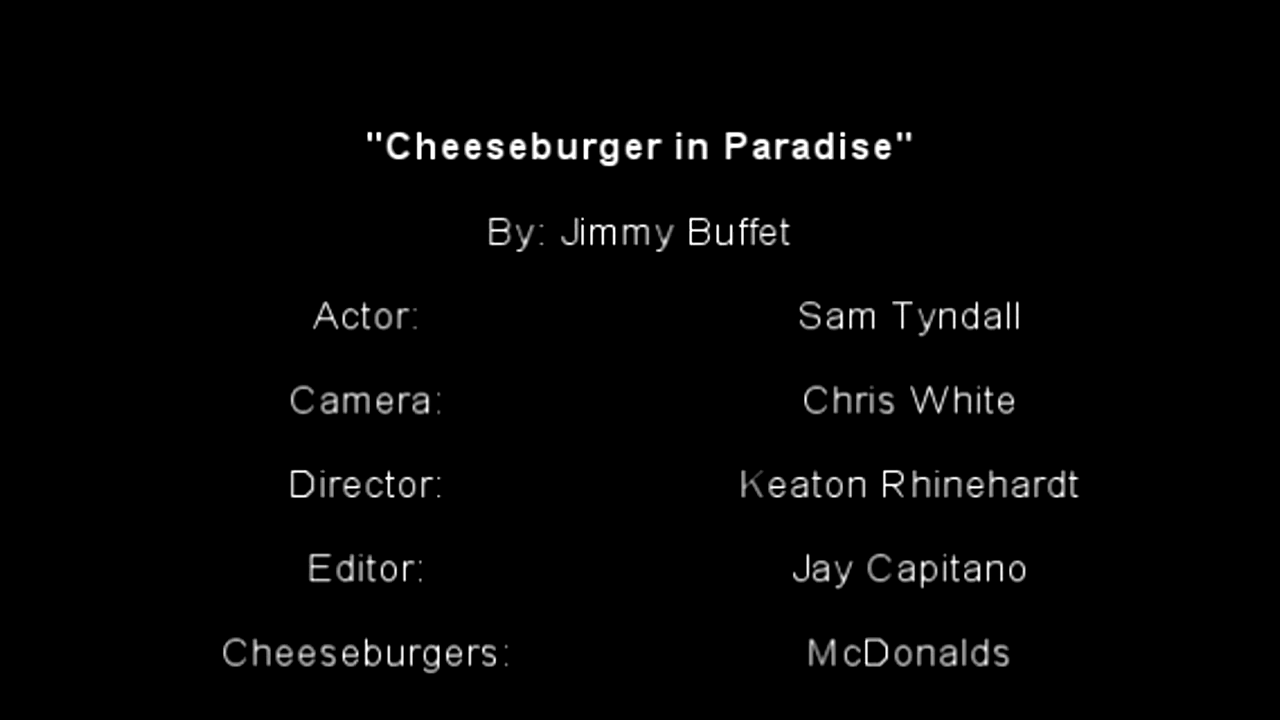 "Cheeseburger in Paradise"
By: Jimmy Buffet
Actor: Sam Tyndall
Camera: Chris White
Director: Keaton Rhinehardt
Editor: Jay Capitano
Cheeseburgers: McDonalds